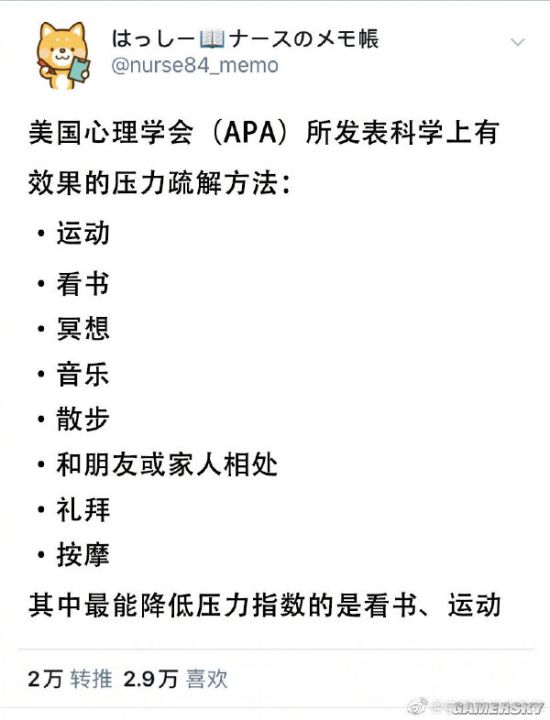 はっしー📖ナースのメモ帳
@nurse84_memo
美国心理学会（APA）所发表科学上有
效果的压力疏解方法：
・运动
・看书
・冥想
・音乐
・散步
・和朋友或家人相处
・礼拜
・按摩
其中最能降低压力指数的是看书、运动
2万 转推 2.9万 喜欢
GAMERSKY